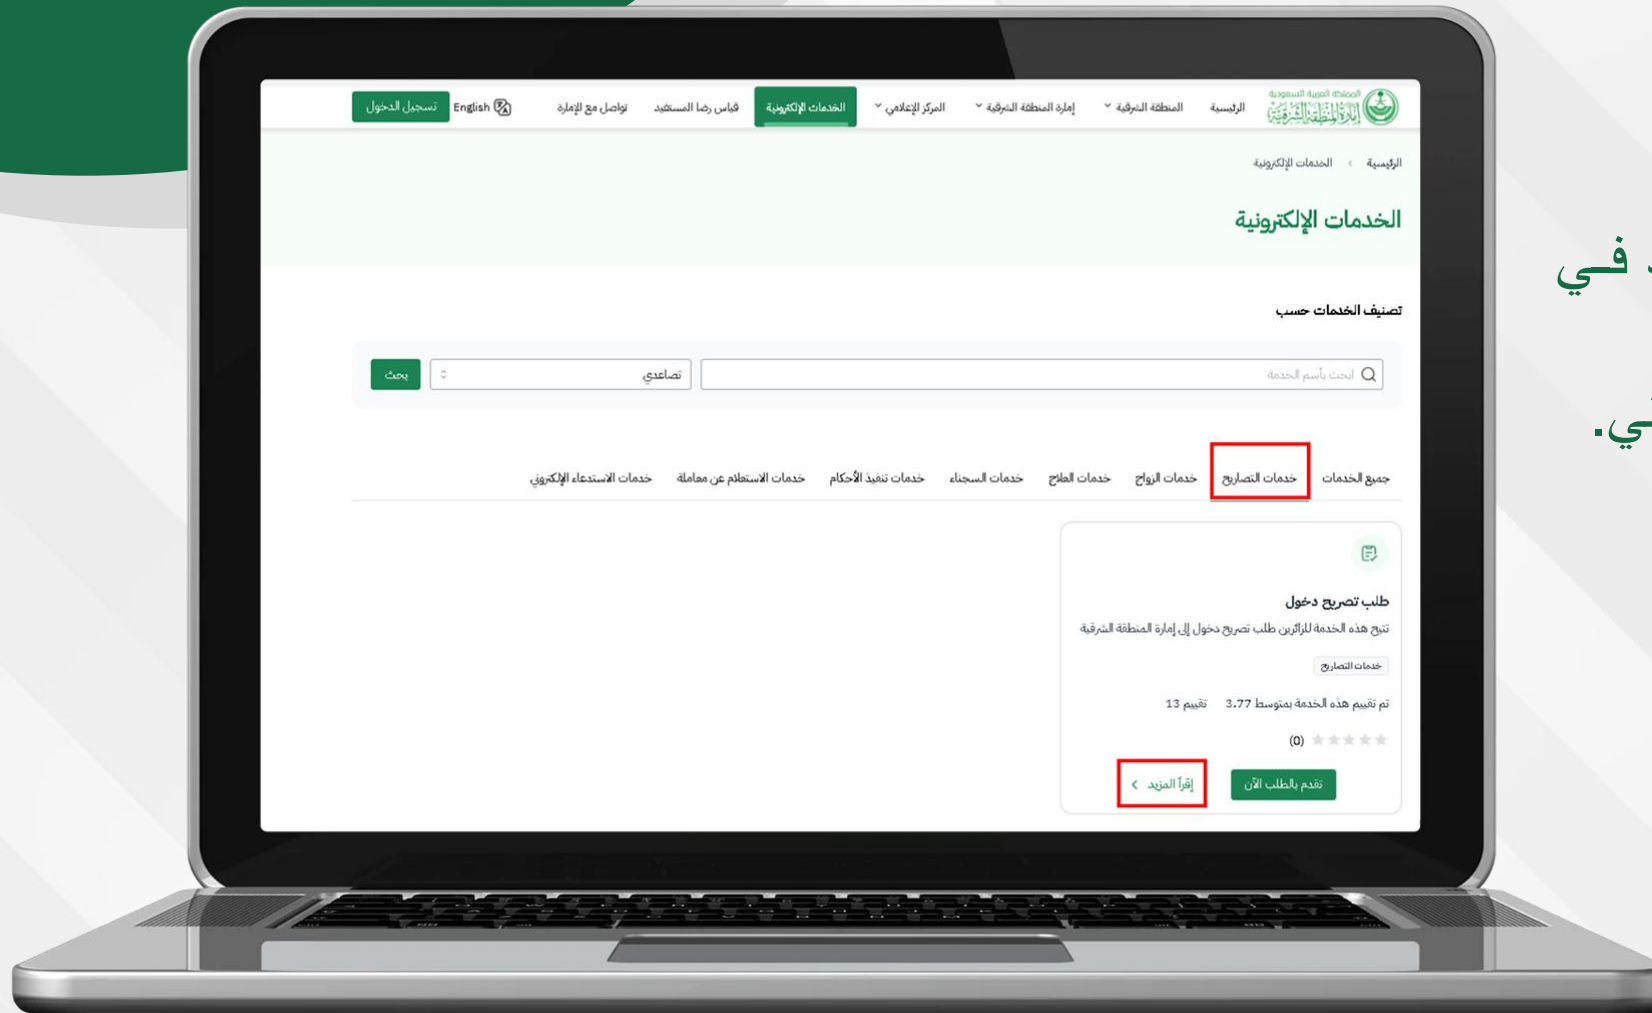 المملكة العربية السعودية
إمارة المنطقة الشرقية
الرئيسية
المنطقة الشرقية
إمارة المنطقة الشرقية
المركز الإعلامي
الخدمات الإلكترونية
قياس رضا المستفيد
تواصل مع الإمارة
English
تسجيل الدخول
الرئيسية > الخدمات الإلكترونية
الخدمات الإلكترونية
تصنيف الخدمات حسب
ابحث بأسم الخدمة
تصاعدي
بحث
جميع الخدمات
خدمات التصاريح
خدمات الزواج
خدمات العلاج
خدمات السجناء
خدمات تنفيذ الأحكام
خدمات الاستعلام عن معاملة
خدمات الاستدعاء الإلكتروني
طلب تصريح دخول
تتيح هذه الخدمة للزائرين طلب تصريح دخول إلى إمارة المنطقة الشرقية
خدمات التصاريح
تم تقييم هذه الخدمة بمتوسط 3.77 تقييم 13
(0)
تقدم بالطلب الآن
إقرأ المزيد >
في